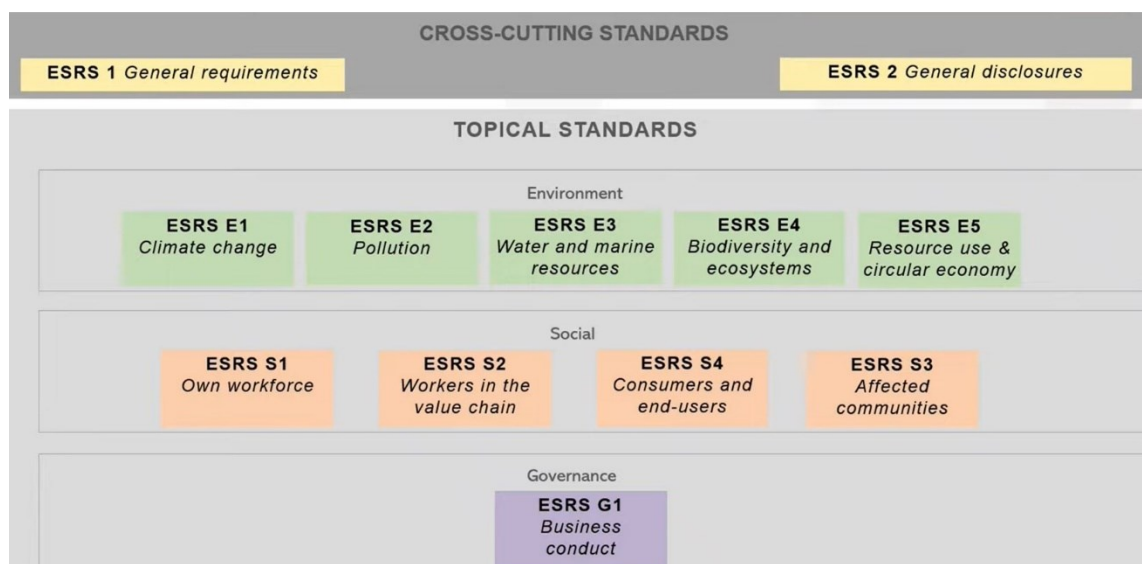 CROSS-CUTTING STANDARDS
ESRS 1 General requirements
ESRS 2 General disclosures
TOPICAL STANDARDS
Environment
ESRS E1
Climate change
ESRS E2
Pollution
ESRS E3
Water and marine
resources
ESRS E4
Biodiversity and
ecosystems
ESRS E5
Resource use &
circular economy
Social
ESRS S1
Own workforce
ESRS S2
Workers in the
value chain
ESRS S4
Consumers and
end-users
ESRS S3
Affected
communities
Governance
ESRS G1
Business
conduct